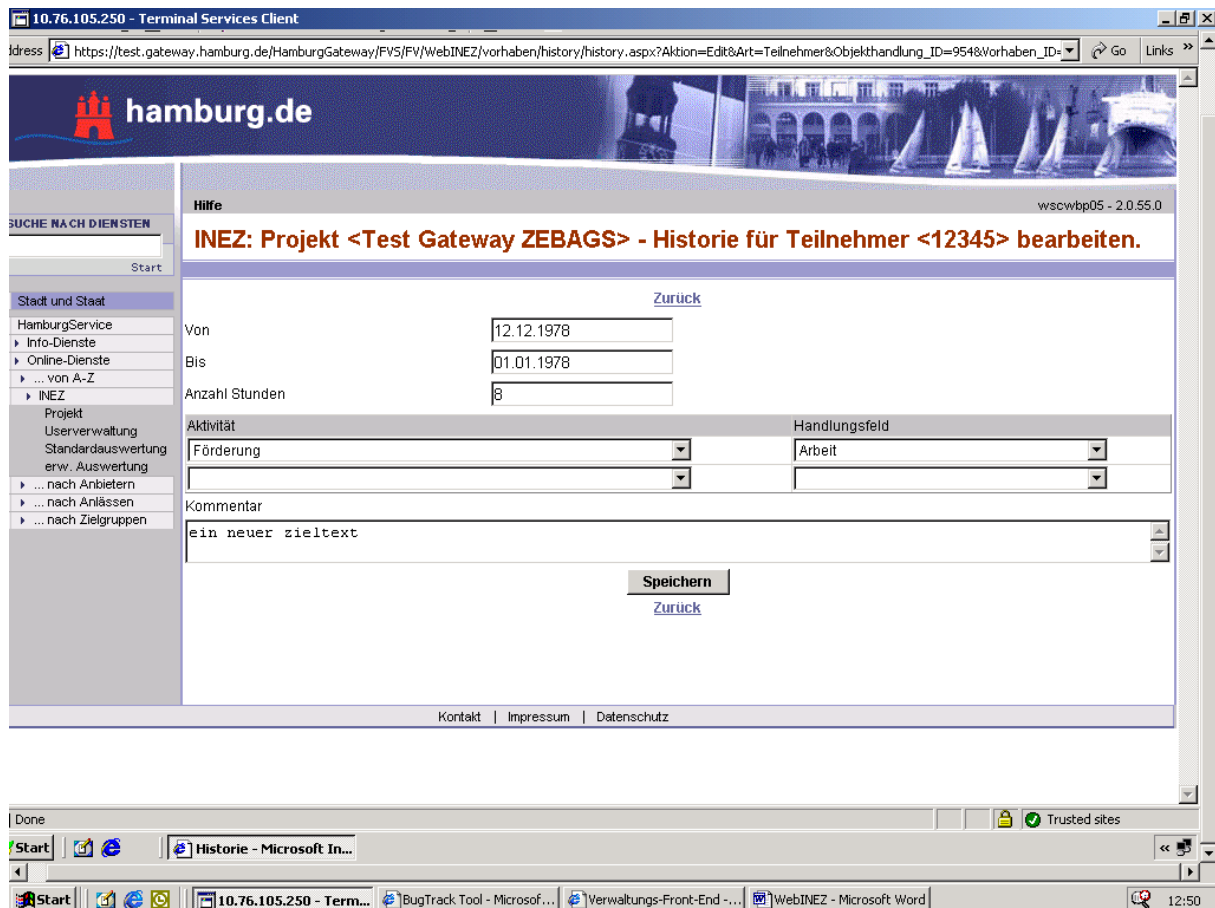 10.76.105.250 - Terminal Services Client
ddress https://test.gateway.hamburg.de/HamburgGateway/FVS/FV/WebINEZ/vorhaben/history/history.aspx?Aktion=Edit&Art=Teilnehmer&Objekthandlung_ID=954&Vorhaben_ID= Go Links »
hamburg.de
Hilfe wscwbp05 - 2.0.55.0
SUCHE NACH DIENSTEN
INEZ: Projekt <Test Gateway ZEBAGS> - Historie für Teilnehmer <12345> bearbeiten.
Start
Stadt und Staat
Zurück
HamburgService
Info-Dienste
Online-Dienste
... von A-Z
INEZ
Projekt
Userverwaltung
Standardauswertung
erw. Auswertung
... nach Anbietern
... nach Anlässen
... nach Zielgruppen
Von 12.12.1978
Bis 01.01.1978
Anzahl Stunden 8
Aktivität Handlungsfeld
Förderung Arbeit
Kommentar
ein neuer zieltext
Speichern
Zurück
Kontakt | Impressum | Datenschutz
Done Trusted sites
Start Historie - Microsoft In... «
Start 10.76.105.250 - Term... BugTrack Tool - Microsof... Verwaltungs-Front-End -... WebINEZ - Microsoft Word 12:50